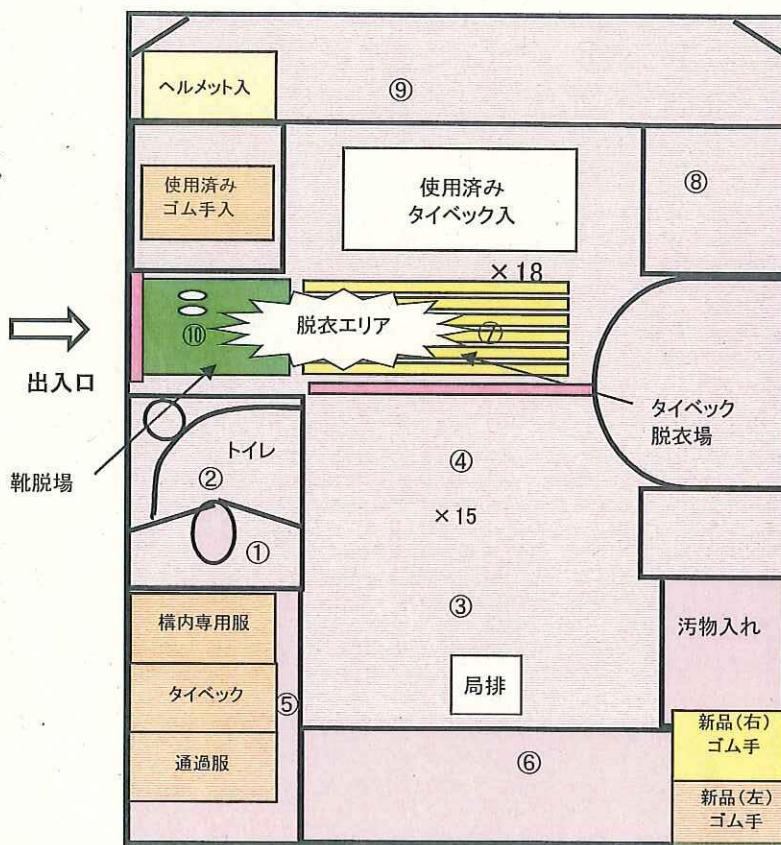 ヘルメット入
⑨
使用済み
ゴム手入
使用済み
タイベック入
⑧
×18
⑩
脱衣エリア
⑦
出入口
タイベック
脱衣場
靴脱場
トイレ
②
④
×15
①
③
構内専用服
汚物入れ
タイベック
⑤
局排
通過服
⑥
新品(右)
ゴム手
新品(左)
ゴム手